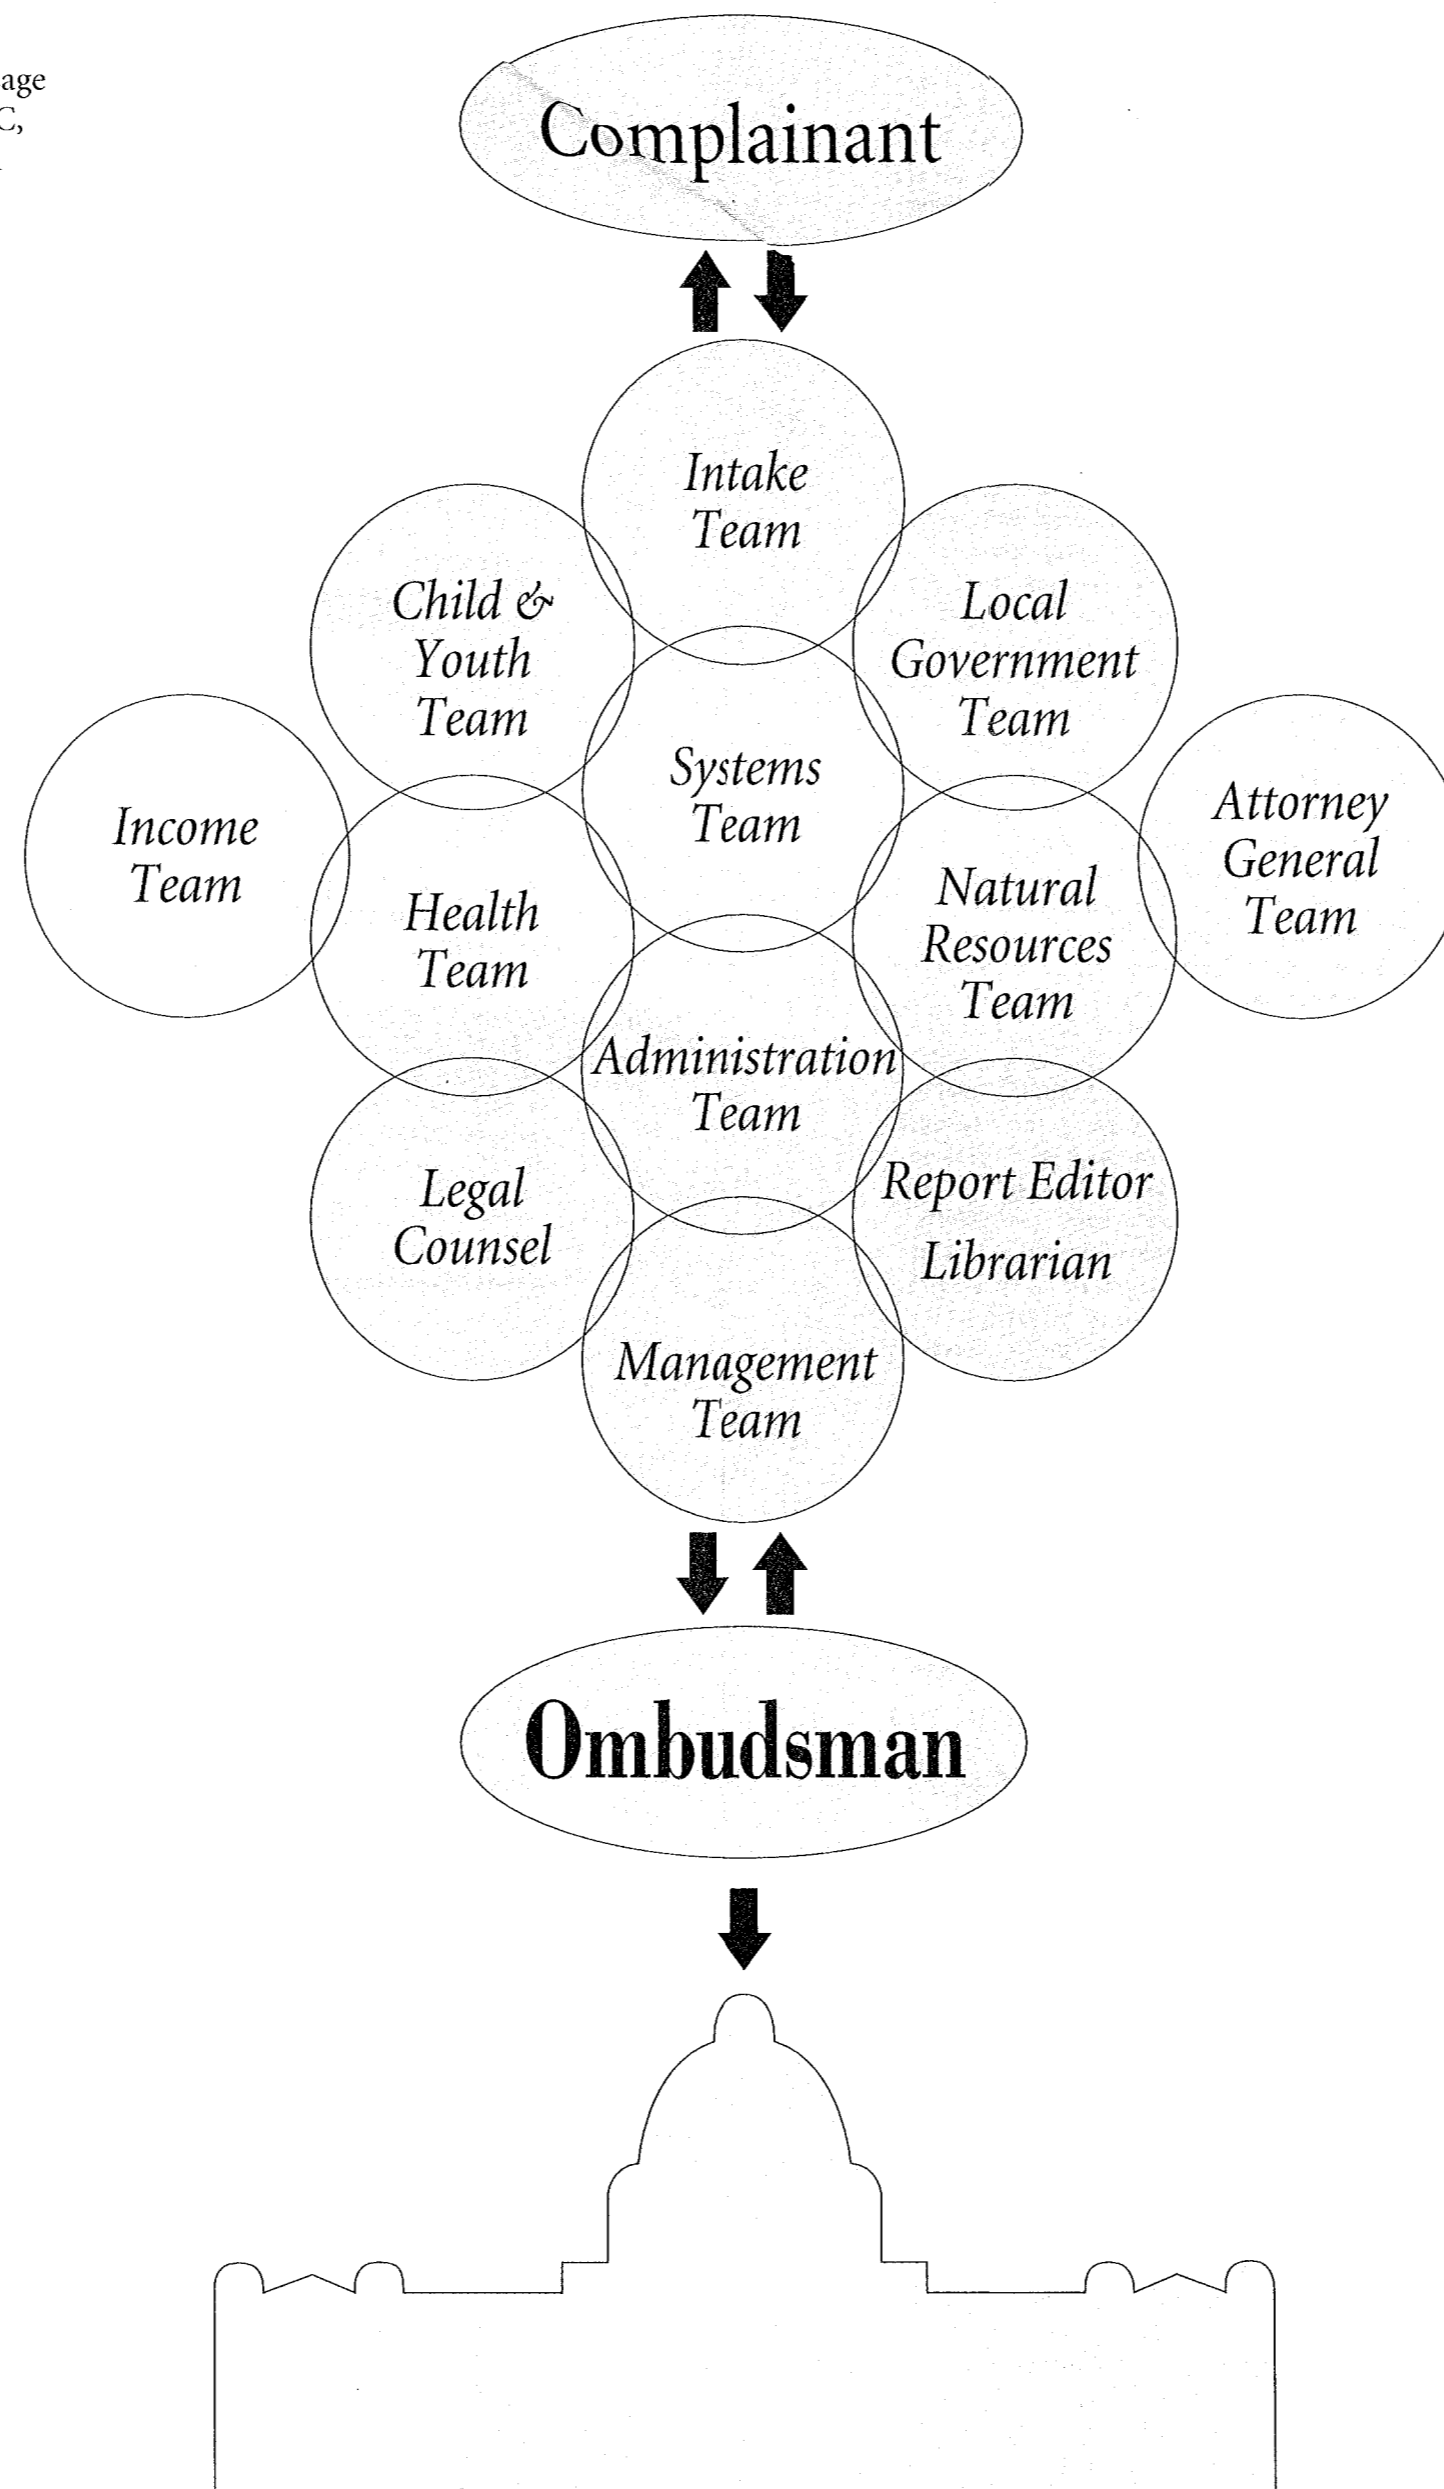 age
C,
Complainant
Intake
Team
Child &
Youth
Team
Local
Government
Team
Systems
Team
Income
Team
Attorney
General
Team
Health
Team
Natural
Resources
Team
Administration
Team
Legal
Counsel
Report Editor
Librarian
Management
Team
Ombudsman